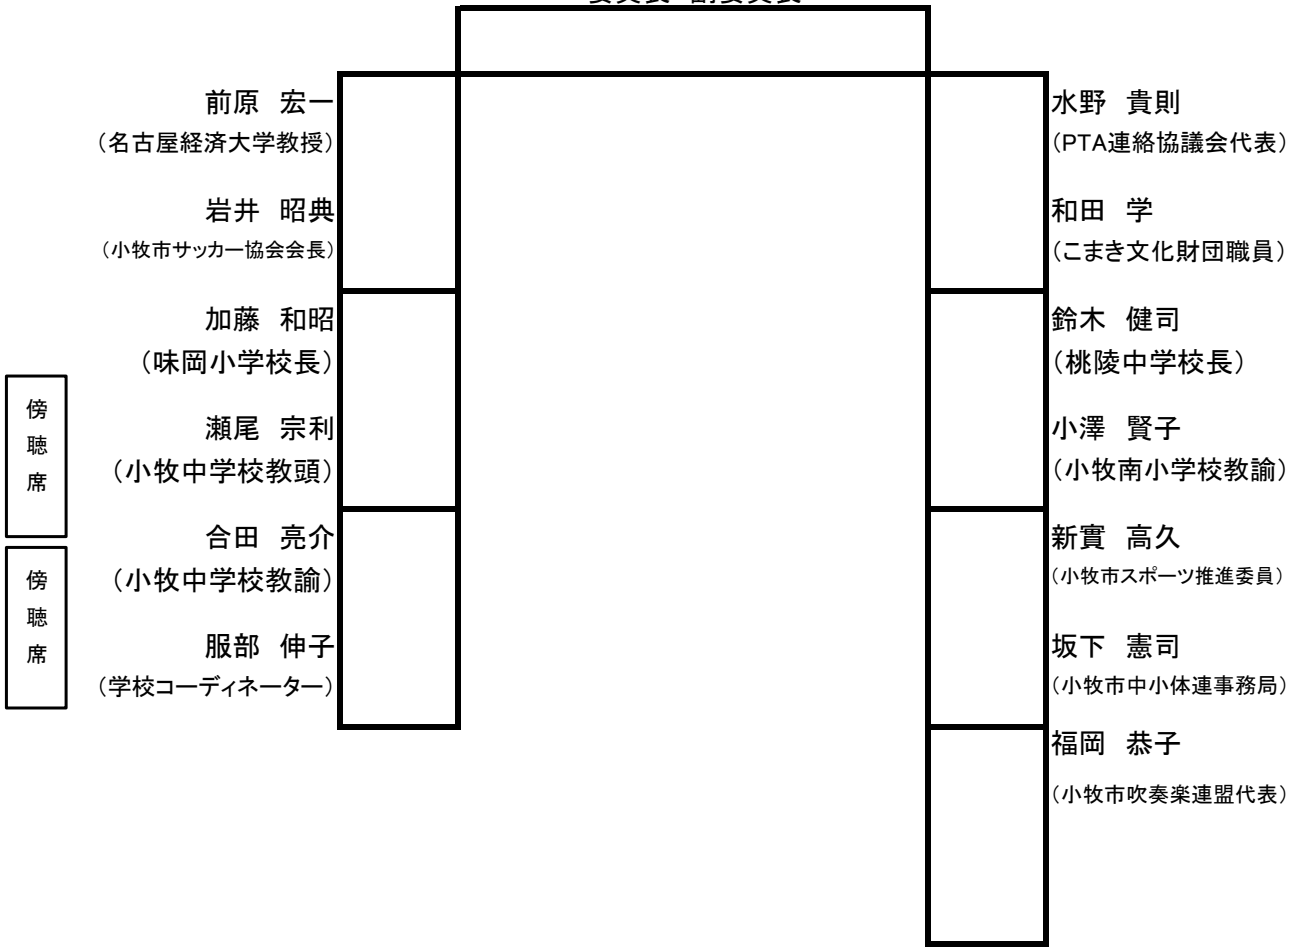 委員長 副委員長
前原　宏一
（名古屋経済大学教授）
岩井　昭典
（小牧市サッカー協会会長）
加藤　和昭
（味岡小学校長）
瀬尾　宗利
（小牧中学校教頭）
合田　亮介
（小牧中学校教諭）
服部　伸子
（学校コーディネーター）
水野　貴則
（PTA連絡協議会代表）
和田　学
（こまき文化財団職員）
鈴木　健司
（桃陵中学校長）
小澤　賢子
（小牧南小学校教諭）
新實　高久
（小牧市スポーツ推進委員）
坂下　憲司
（小牧市中小体連事務局）
福岡　恭子
（小牧市吹奏楽連盟代表）
傍聴席
傍聴席